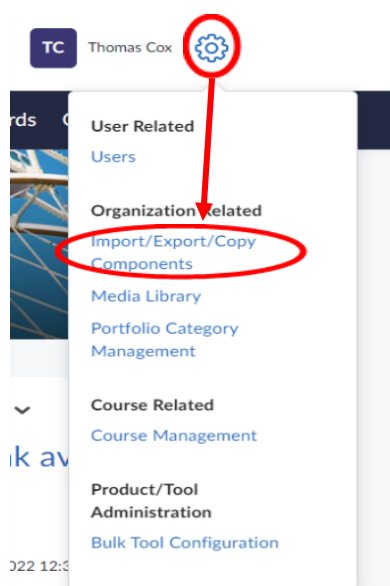 TC Thomas Cox
rds
User Related
Users
Organization Related
Import/Export/Copy
Components
Media Library
Portfolio Category
Management
Course Related
Course Management
k av
Product/Tool
Administration
Bulk Tool Configuration
022 12:3